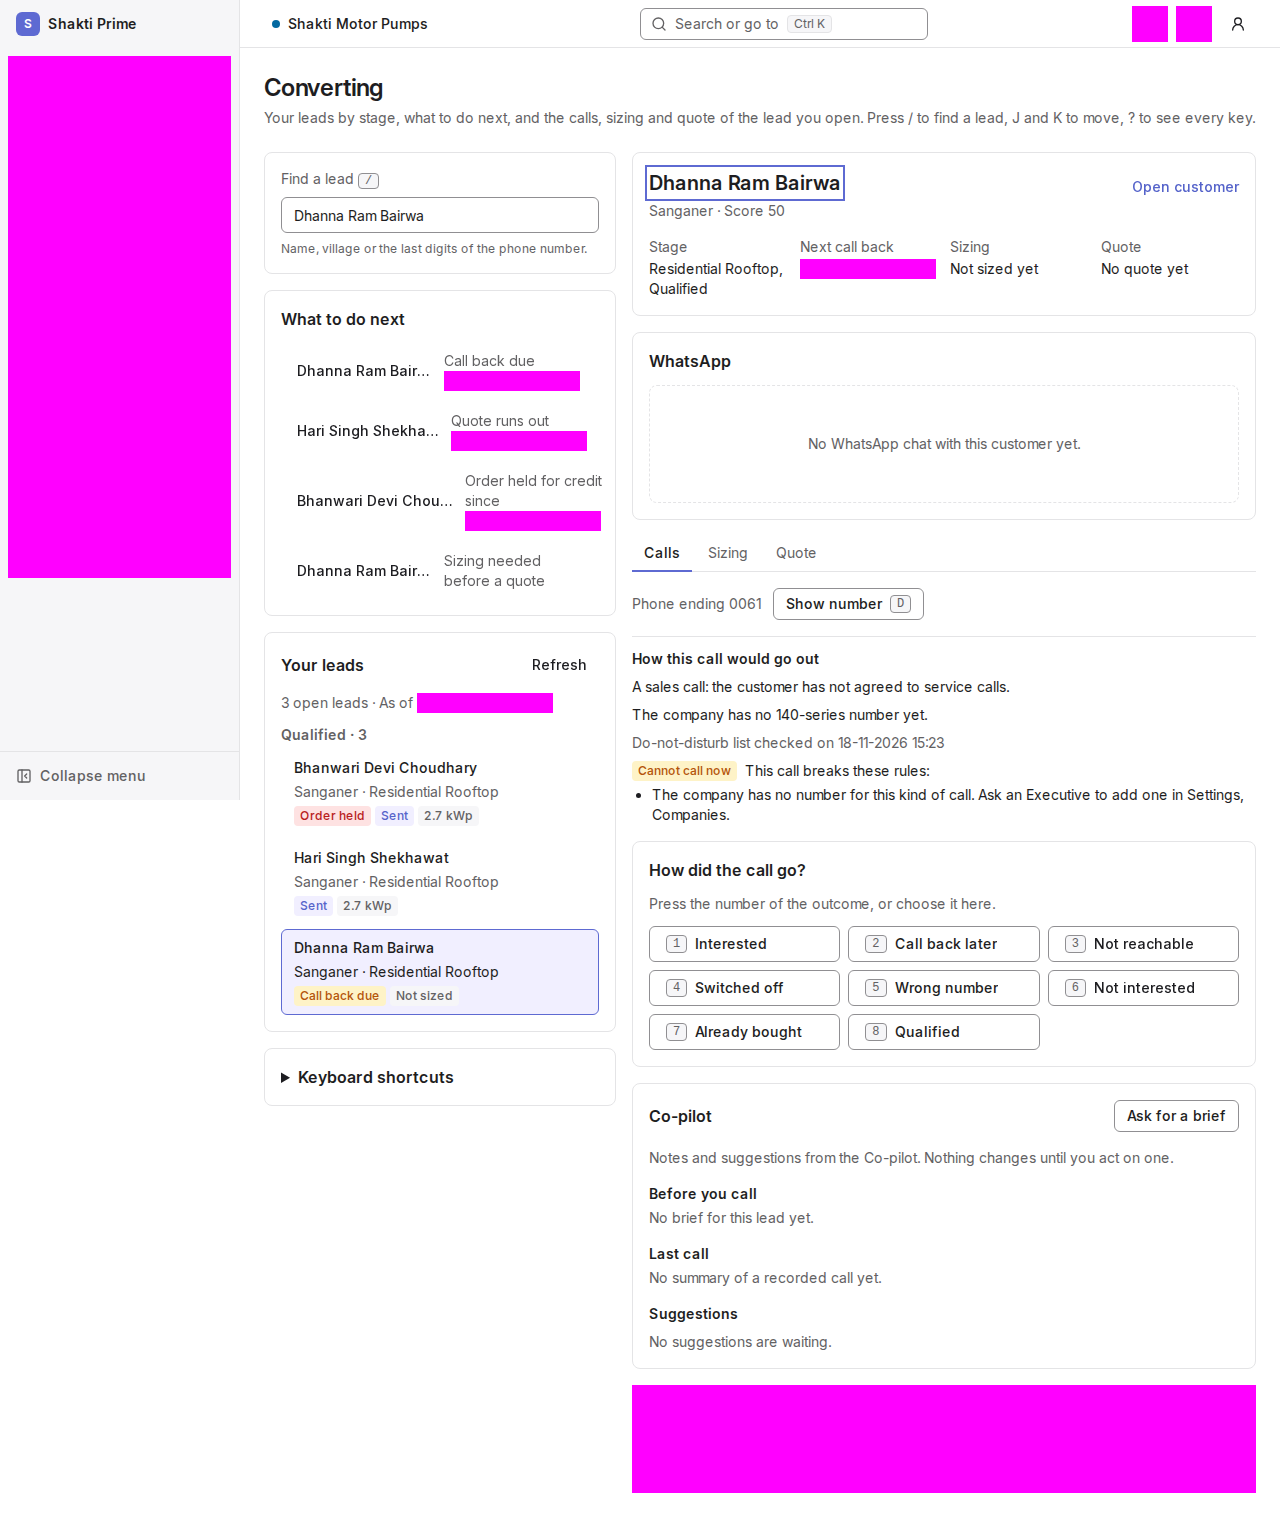 S Shakti Prime
Shakti Motor Pumps
Search or go to Ctrl K
Converting
Your leads by stage, what to do next, and the calls, sizing and quote of the lead you open. Press / to find a lead, J and K to move, ? to see every key.
Find a lead /
Dhanna Ram Bairwa
Name, village or the last digits of the phone number.
What to do next
Dhanna Ram Bair…
Call back due
Hari Singh Shekha…
Quote runs out
Bhanwari Devi Chou…
Order held for credit
since
Dhanna Ram Bair…
Sizing needed
before a quote
Your leads
Refresh
3 open leads · As of
Qualified · 3
Bhanwari Devi Choudhary
Sanganer · Residential Rooftop
Order held Sent 2.7 kWp
Hari Singh Shekhawat
Sanganer · Residential Rooftop
Sent 2.7 kWp
Dhanna Ram Bairwa
Sanganer · Residential Rooftop
Call back due Not sized
Keyboard shortcuts
Dhanna Ram Bairwa
Open customer
Sanganer · Score 50
Stage
Residential Rooftop,
Qualified
Next call back
Sizing
Not sized yet
Quote
No quote yet
WhatsApp
No WhatsApp chat with this customer yet.
Calls Sizing Quote
Phone ending 0061 Show number D
How this call would go out
A sales call: the customer has not agreed to service calls.
The company has no 140-series number yet.
Do-not-disturb list checked on 18-11-2026 15:23
Cannot call now This call breaks these rules:
• The company has no number for this kind of call. Ask an Executive to add one in Settings,
Companies.
How did the call go?
Press the number of the outcome, or choose it here.
1 Interested
2 Call back later
3 Not reachable
4 Switched off
5 Wrong number
6 Not interested
7 Already bought
8 Qualified
Co-pilot
Ask for a brief
Notes and suggestions from the Co-pilot. Nothing changes until you act on one.
Before you call
No brief for this lead yet.
Last call
No summary of a recorded call yet.
Suggestions
No suggestions are waiting.
Collapse menu